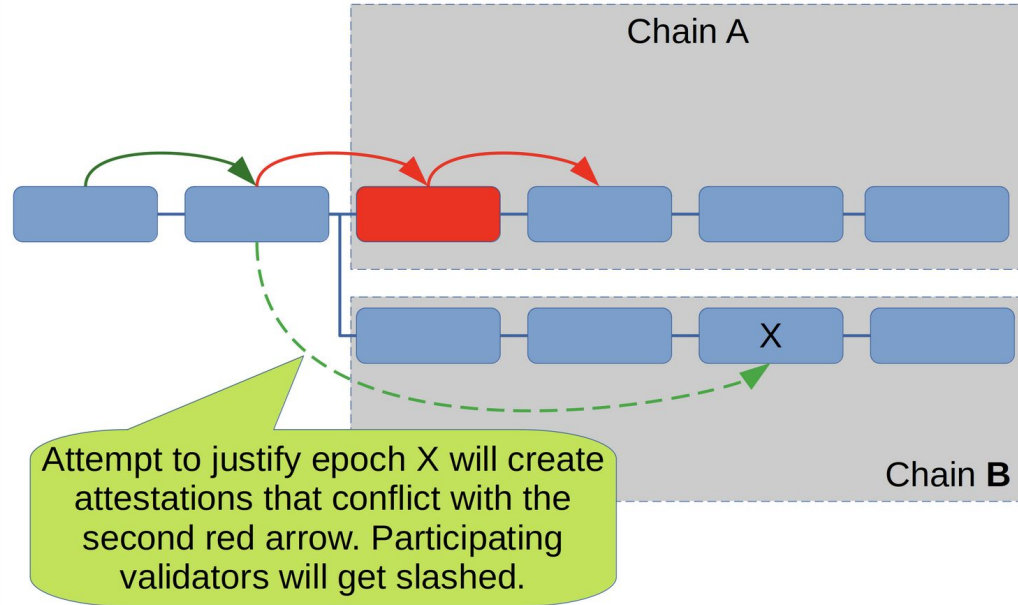 Chain A
X
Chain B
Attempt to justify epoch X will create
attestations that conflict with the
second red arrow. Participating
validators will get slashed.